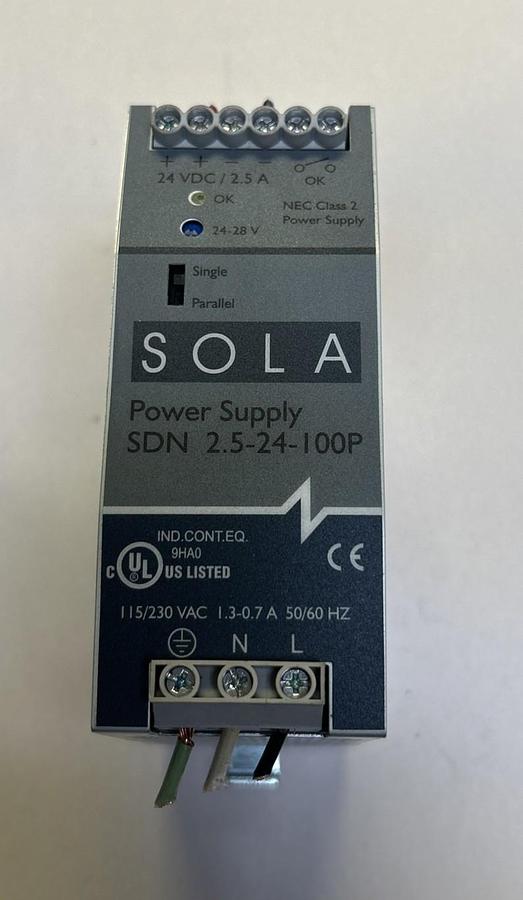 + + − −
24 VDC / 2.5 A
OK
OK
NEC Class 2
Power Supply
24-28 V
Single
Parallel
SOLA
Power Supply
SDN 2.5-24-100P
IND.CONT.EQ.
9HA0
C UL ® US LISTED
CE
115/230 VAC 1.3-0.7 A 50/60 HZ
N L